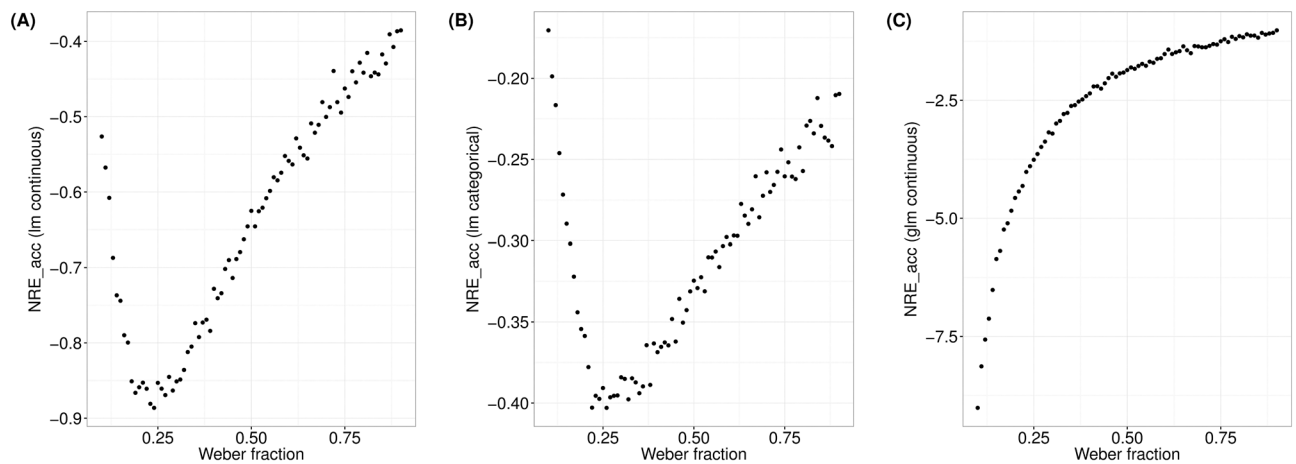 (A)
NRE_acc (lm continuous)
−0.4
−0.5
−0.6
−0.7
−0.8
−0.9
0.25 0.50 0.75
Weber fraction
(B)
NRE_acc (lm categorical)
−0.20
−0.25
−0.30
−0.35
−0.40
0.25 0.50 0.75
Weber fraction
(C)
NRE_acc (glm continuous)
−2.5
−5.0
−7.5
0.25 0.50 0.75
Weber fraction